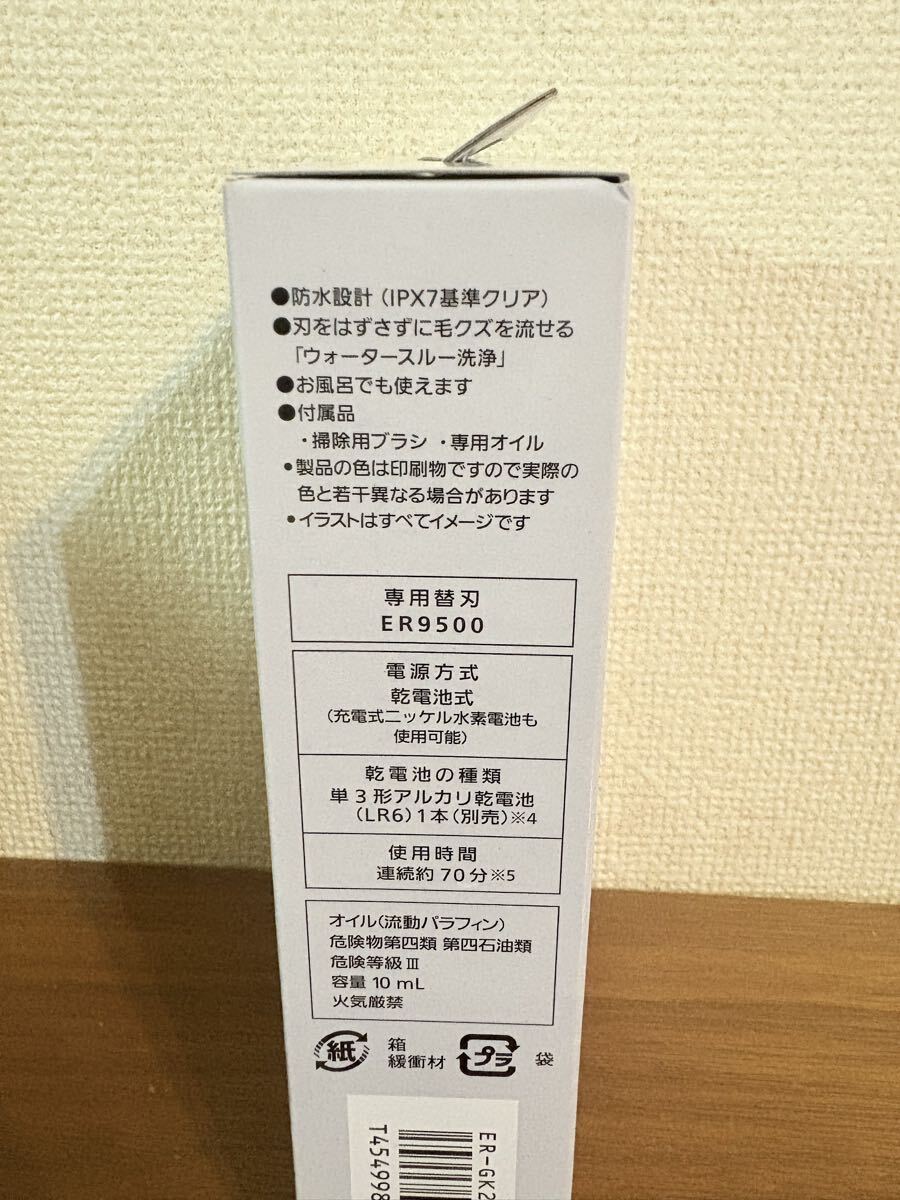 ●防水設計（IPX7基準クリア）
●刃をはずさずに毛クズを流せる
「ウォータースルー洗浄」
●お風呂でも使えます
●付属品
・掃除用ブラシ ・専用オイル
•製品の色は印刷物ですので実際の
色と若干異なる場合があります
•イラストはすべてイメージです
専用替刃
ER9500
電源方式
乾電池式
（充電式ニッケル水素電池も
使用可能）
乾電池の種類
単3形アルカリ乾電池
（LR6）1本（別売）※4
使用時間
連続約70分※5
オイル（流動パラフィン）
危険物第四類 第四石油類
危険等級Ⅲ
容量 10 mL
火気厳禁
紙 箱
緩衝材 プラ 袋
ER-GK2
T454998